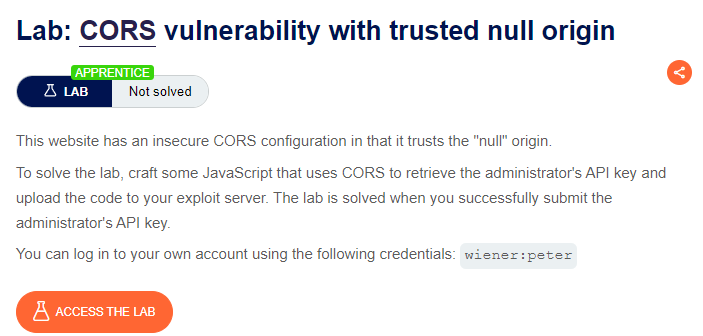 Lab: CORS vulnerability with trusted null origin
APPRENTICE
LAB Not solved
This website has an insecure CORS configuration in that it trusts the "null" origin.
To solve the lab, craft some JavaScript that uses CORS to retrieve the administrator's API key and
upload the code to your exploit server. The lab is solved when you successfully submit the
administrator's API key.
You can log in to your own account using the following credentials: wiener:peter
ACCESS THE LAB